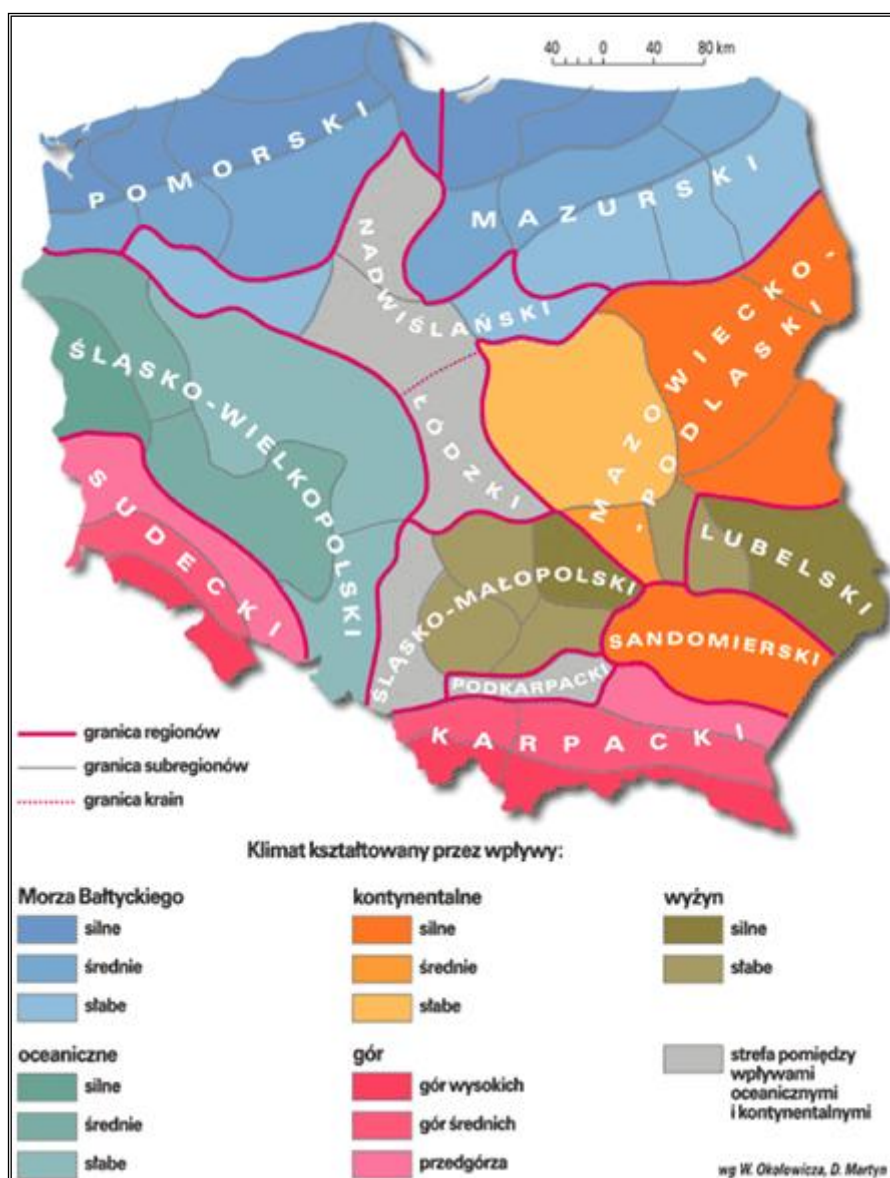 40 0 40 80 km
POMORSKI
MAZURSKI
NADWIŚLAŃSKI
MAZOWIECKO-
-PODLASKI
ŚLĄSKO-WIELKOPOLSKI
ŁÓDZKI
SUDECKI
LUBELSKI
ŚLĄSKO-MAŁOPOLSKI
SANDOMIERSKI
PODKARPACKI
KARPACKI
granica regionów
granica subregionów
granica krain
Klimat kształtowany przez wpływy:
Morza Bałtyckiego
silne
średnie
słabe
kontynentalne
silne
średnie
słabe
wyżyn
silne
słabe
oceaniczne
silne
średnie
słabe
gór
gór wysokich
gór średnich
przedgórza
strefa pomiędzy
wpływami
oceanicznymi
i kontynentalnymi
wg W. Okołowicza, D. Martyn